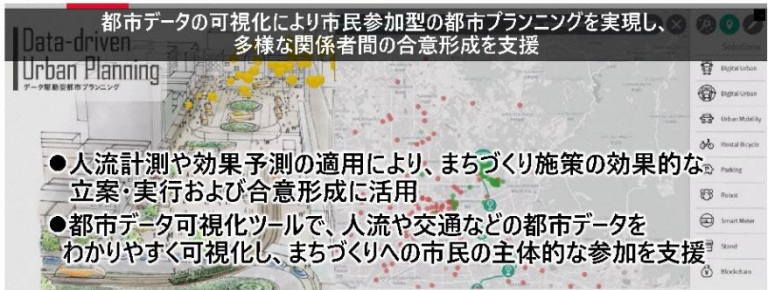 都市データの可視化により市民参加型の都市プランニングを実現し、
多様な関係者間の合意形成を支援
Data-driven
Urban Planning
データ駆動型都市プランニング
●人流計測や効果予測の適用により、まちづくり施策の効果的な
立案・実行および合意形成に活用
●都市データ可視化ツールで、人流や交通などの都市データを
わかりやすく可視化し、まちづくりへの市民の主体的な参加を支援
Solutions
Digital Urban
Digital Urban
Urban Mobility
Rental Bicycle
Parking
Robot
Smart Meter
Stand
Blockchain